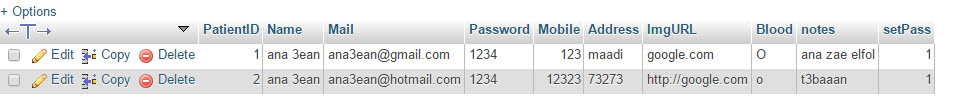 + Options
←T→ PatientID Name Mail Password Mobile Address ImgURL Blood notes setPass
Edit Copy Delete 1 ana 3ean ana3ean@gmail.com 1234 123 maadi google.com O ana zae elfol 1
Edit Copy Delete 2 ana 3ean ana3ean@hotmail.com 1234 12323 73273 http://google.com o t3baaan 1